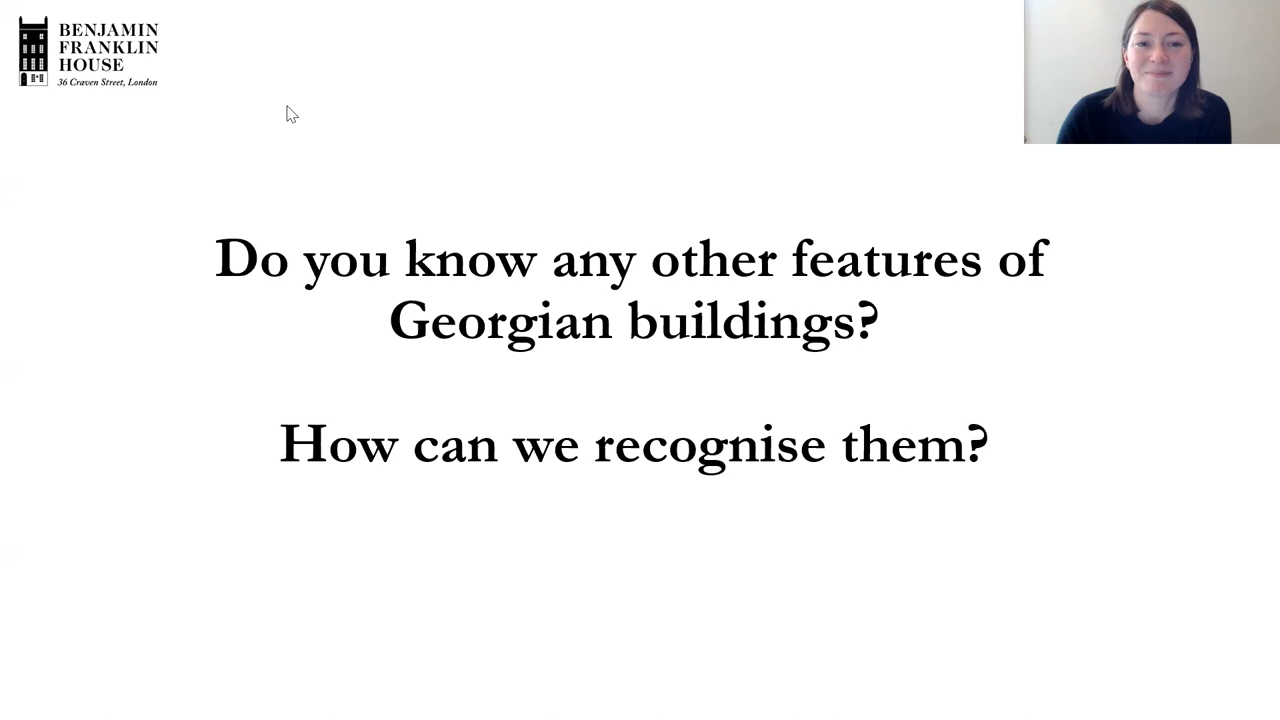 BENJAMIN
FRANKLIN
HOUSE
36 Craven Street, London
Do you know any other features of
Georgian buildings?
How can we recognise them?